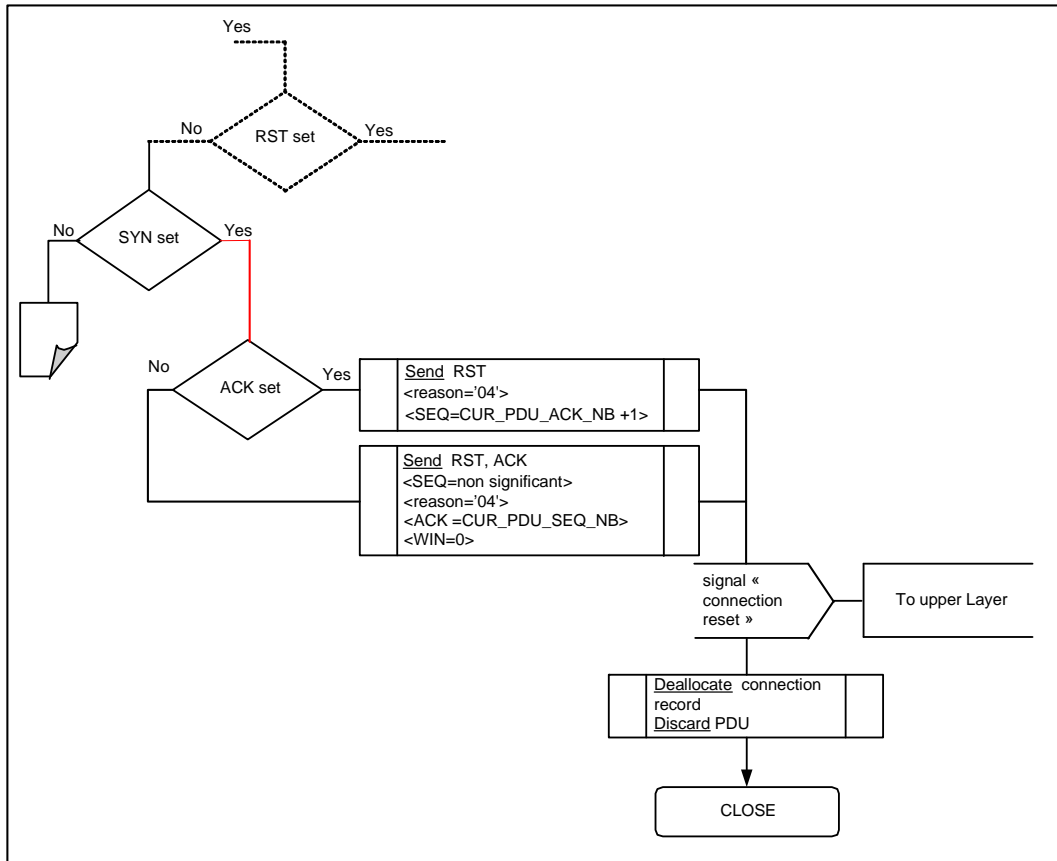 Yes
No
RST set
Yes
No
SYN set
Yes
No
ACK set
Yes
Send RST
<reason='04'>
<SEQ=CUR_PDU_ACK_NB +1>
Send RST, ACK
<SEQ=non significant>
<reason='04'>
<ACK =CUR_PDU_SEQ_NB>
<WIN=0>
signal «
connection
reset »
To upper Layer
Deallocate connection
record
Discard PDU
CLOSE